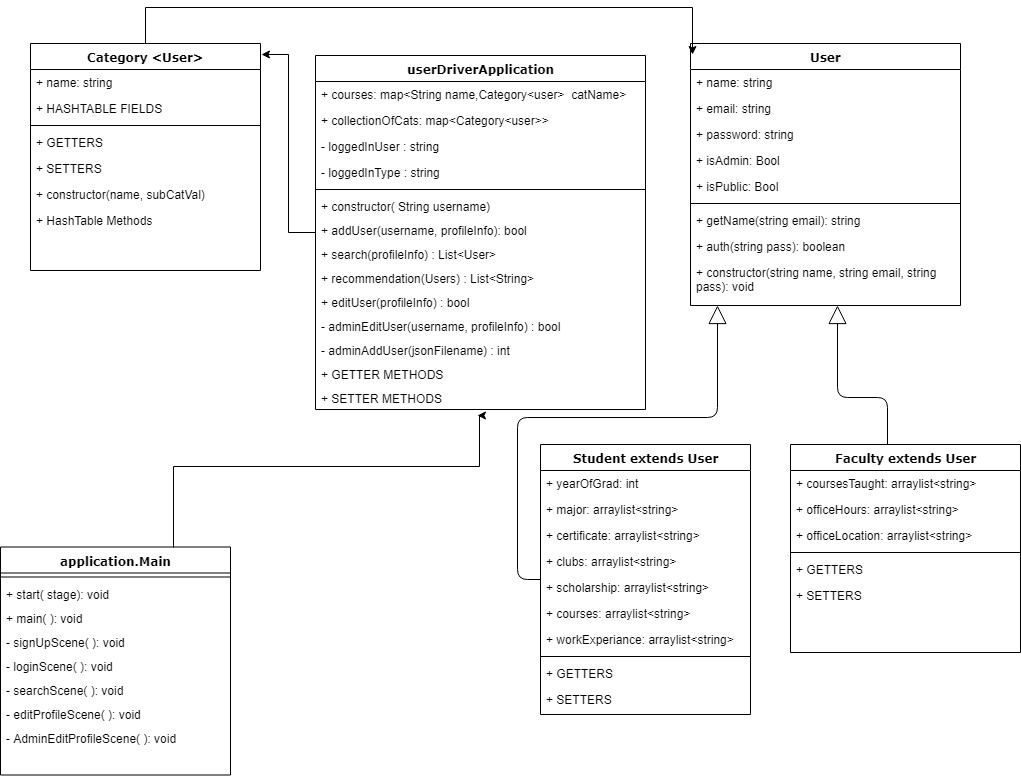 Category <User>
+ name: string
+ HASHTABLE FIELDS
+ GETTERS
+ SETTERS
+ constructor(name, subCatVal)
+ HashTable Methods
userDriverApplication
+ courses: map<String name,Category<user>  catName>
+ collectionOfCats: map<Category<user>>
- loggedInUser : string
- loggedInType : string
+ constructor( String username)
+ addUser(username, profileInfo): bool
+ search(profileInfo) : List<User>
+ recommendation(Users) : List<String>
+ editUser(profileInfo) : bool
- adminEditUser(username, profileInfo) : bool
- adminAddUser(jsonFilename) : int
+ GETTER METHODS
+ SETTER METHODS
User
+ name: string
+ email: string
+ password: string
+ isAdmin: Bool
+ isPublic: Bool
+ getName(string email): string
+ auth(string pass): boolean
+ constructor(string name, string email, string
pass): void
Student extends User
+ yearOfGrad: int
+ major: arraylist<string>
+ certificate: arraylist<string>
+ clubs: arraylist<string>
+ scholarship: arraylist<string>
+ courses: arraylist<string>
+ workExperiance: arraylist<string>
+ GETTERS
+ SETTERS
Faculty extends User
+ coursesTaught: arraylist<string>
+ officeHours: arraylist<string>
+ officeLocation: arraylist<string>
+ GETTERS
+ SETTERS
application.Main
+ start( stage): void
+ main( ): void
- signUpScene( ): void
- loginScene( ): void
- searchScene( ): void
- editProfileScene( ): void
- AdminEditProfileScene( ): void